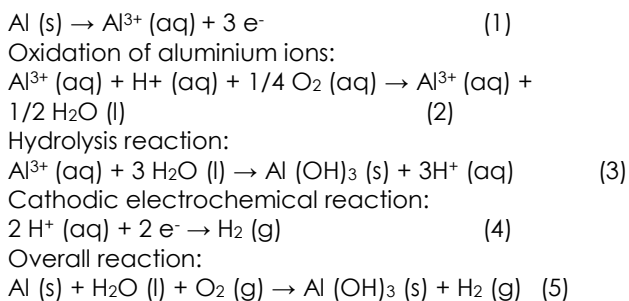 Al (s) → Al³⁺ (aq) + 3 e⁻ (1)
Oxidation of aluminium ions:
Al³⁺ (aq) + H+ (aq) + 1/4 O₂ (aq) → Al³⁺ (aq) +
1/2 H₂O (l) (2)
Hydrolysis reaction:
Al³⁺ (aq) + 3 H₂O (l) → Al (OH)₃ (s) + 3H⁺ (aq) (3)
Cathodic electrochemical reaction:
2 H⁺ (aq) + 2 e⁻ → H₂ (g) (4)
Overall reaction:
Al (s) + H₂O (l) + O₂ (g) → Al (OH)₃ (s) + H₂ (g) (5)